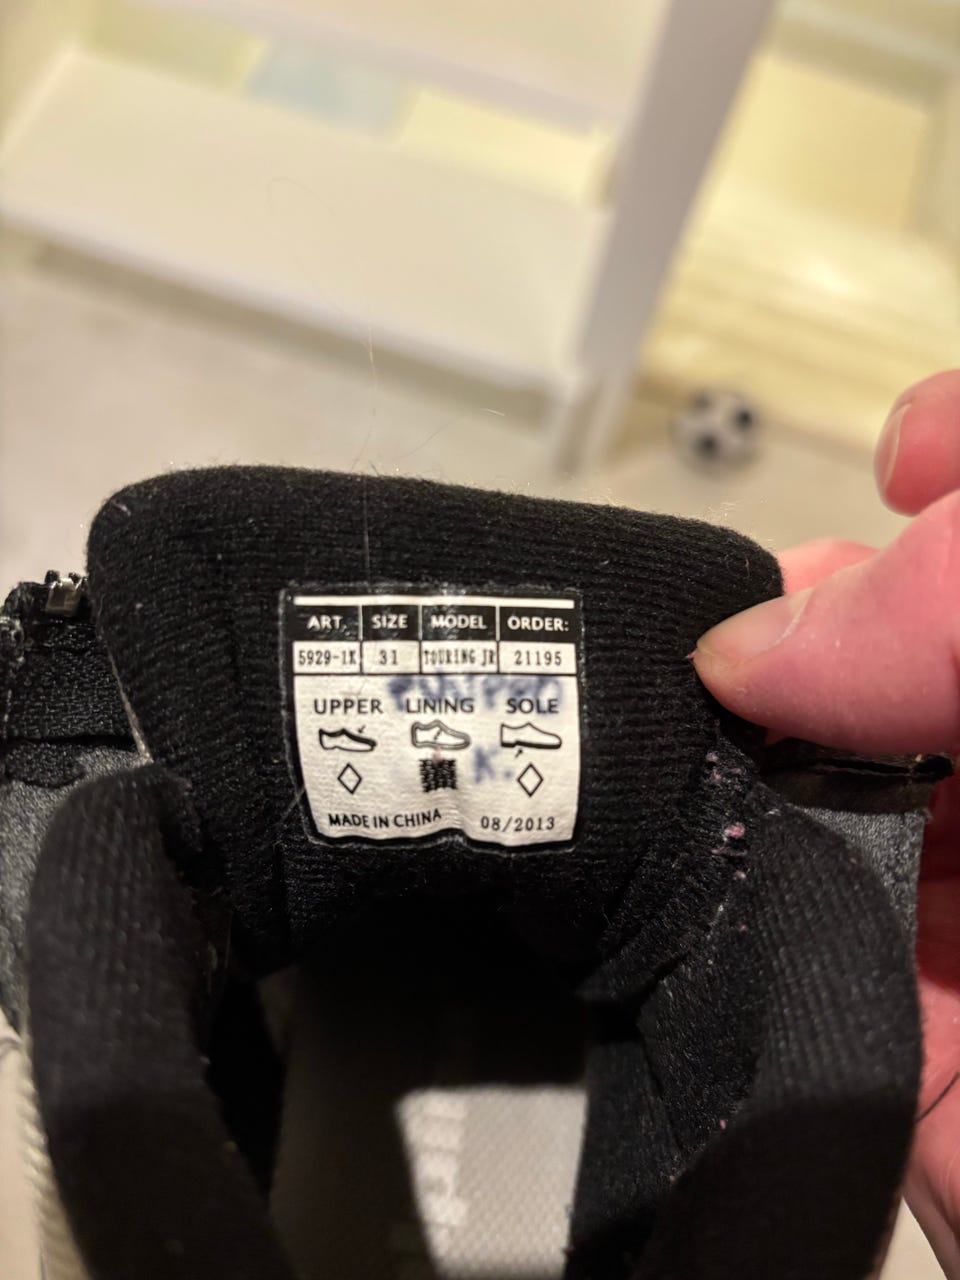 ART. SIZE MODEL ORDER:
5929-1K 31 TOURING JR 21195
UPPER LINING SOLE
K.
MADE IN CHINA 08/2013